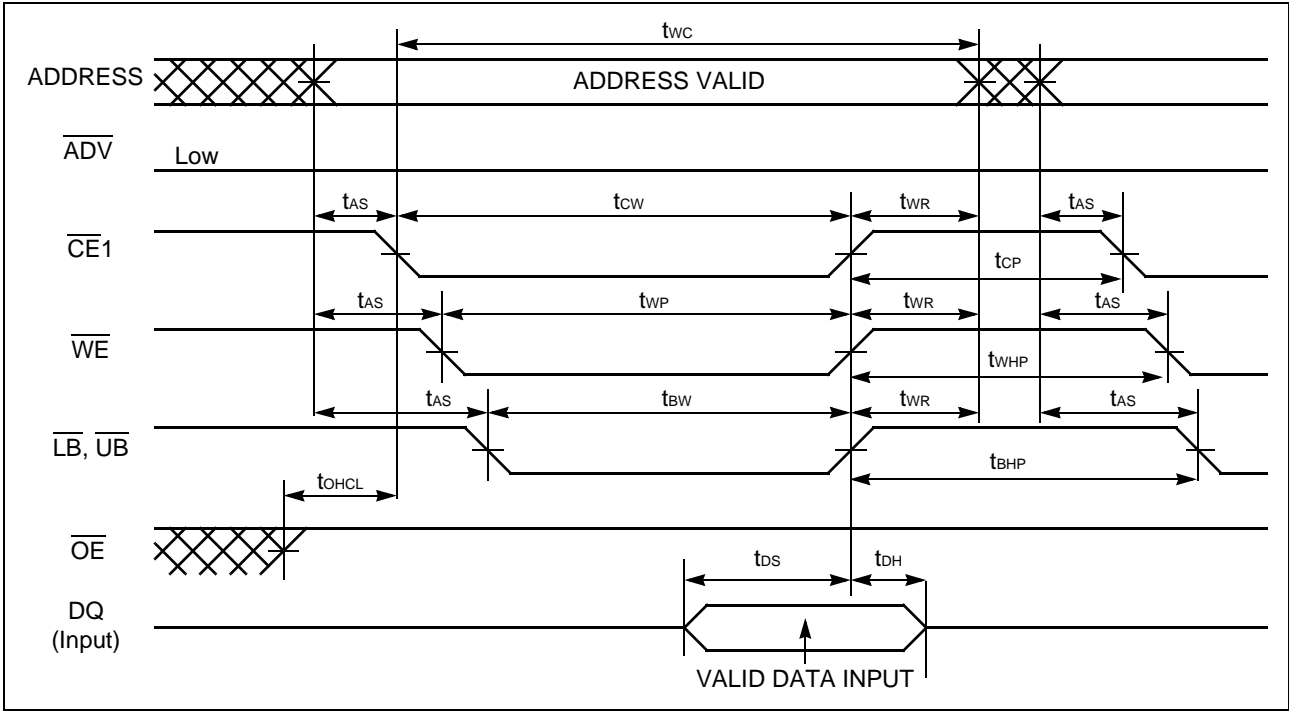 tWC
ADDRESS
ADDRESS VALID
ADV
Low
tAS
tCW
tWR
tAS
CE1
tCP
tAS
tWP
tWR
tAS
WE
tWHP
tAS
tBW
tWR
tAS
LB, UB
tBHP
tOHCL
OE
tDS
tDH
DQ
(Input)
VALID DATA INPUT